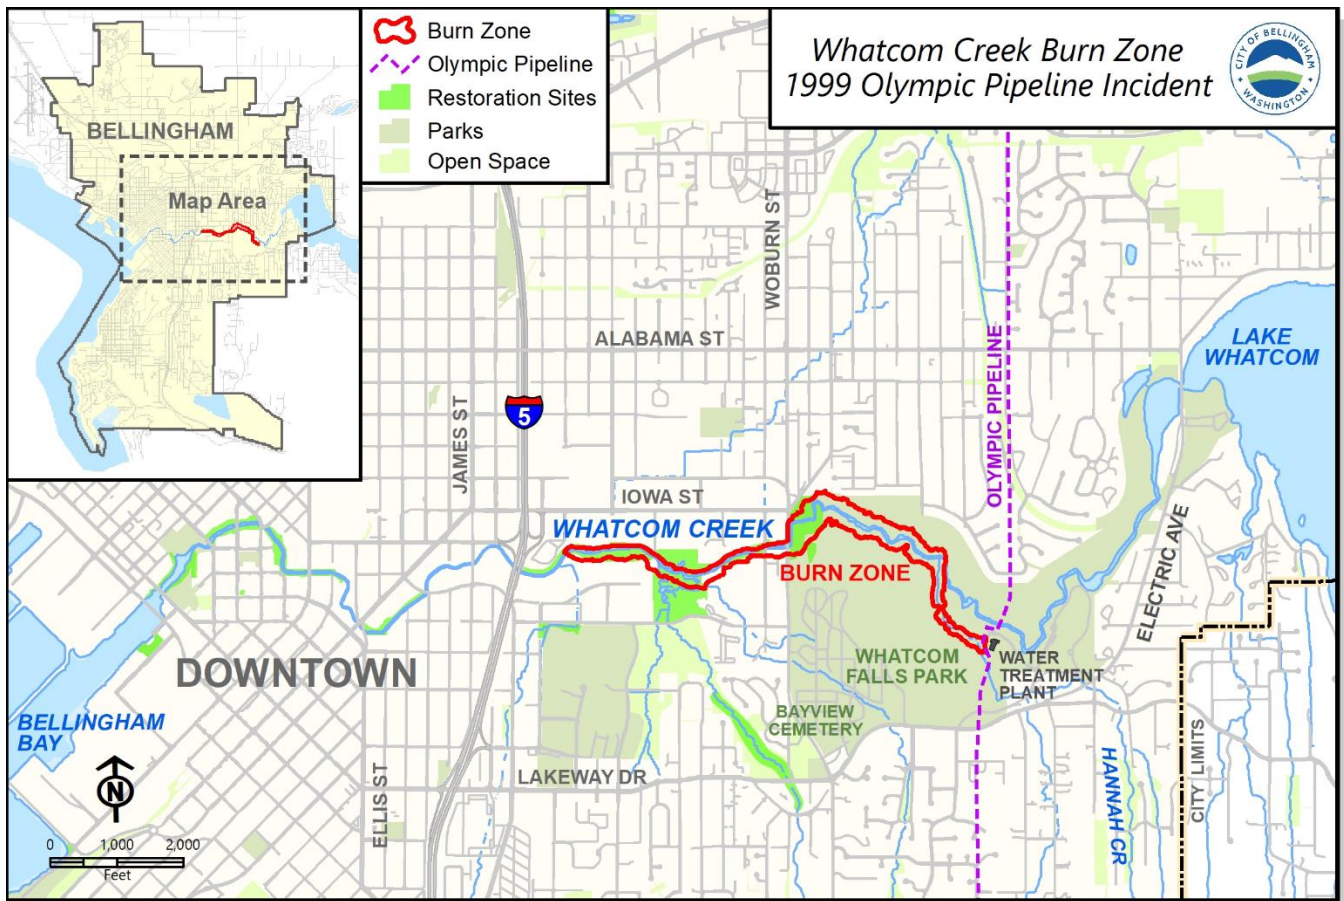 BELLINGHAM
Map Area
Burn Zone
Olympic Pipeline
Restoration Sites
Parks
Open Space
Whatcom Creek Burn Zone
1999 Olympic Pipeline Incident
CITY OF BELLINGHAM
WASHINGTON
WOBURN ST
ALABAMA ST
LAKE
WHATCOM
OLYMPIC PIPELINE
5
JAMES ST
IOWA ST
WHATCOM CREEK
BURN ZONE
ELECTRIC AVE
DOWNTOWN
WHATCOM
FALLS PARK
WATER
TREATMENT
PLANT
BAYVIEW
CEMETERY
BELLINGHAM
BAY
N
LAKEWAY DR
ELLIS ST
HANNAH CR
CITY LIMITS
0 1,000 2,000
Feet